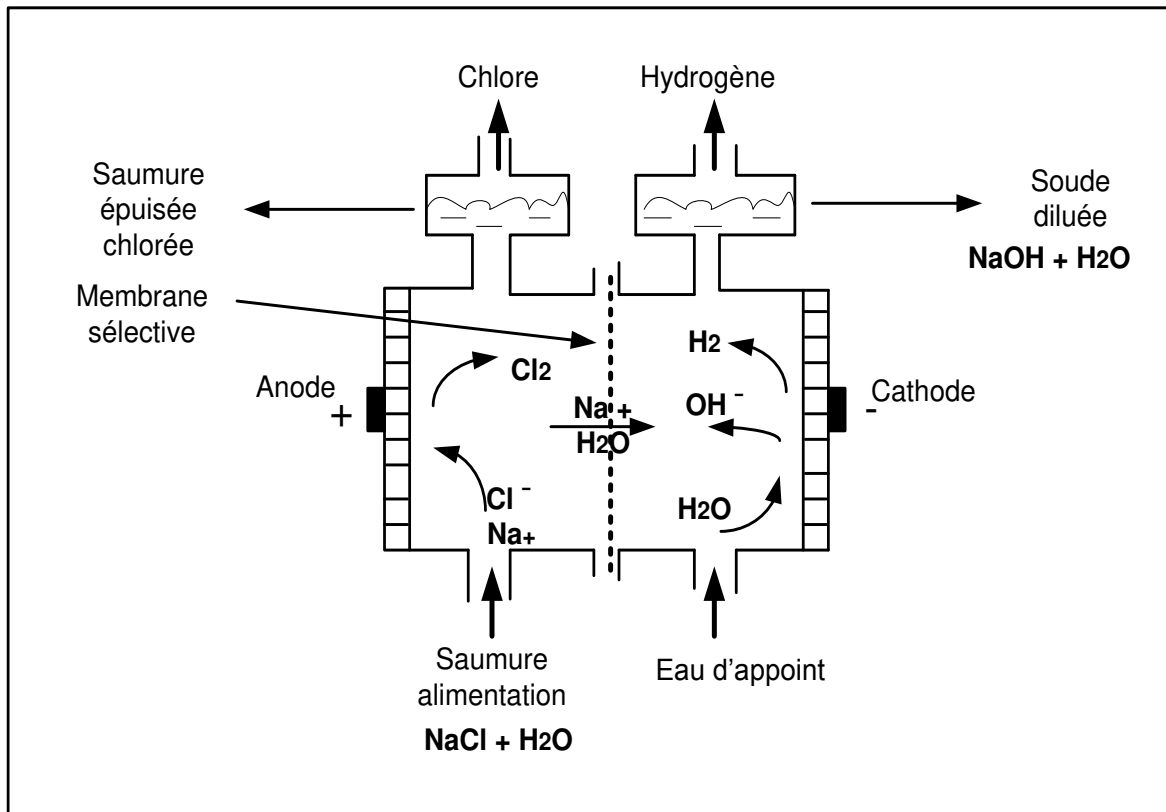 Chlore
Hydrogène
Saumure
épuisée
chlorée
Soude
diluée
NaOH + H2O
Membrane
sélective
H2
Cl2
Anode
+
Na +
H2O
OH -
-
Cathode
Cl -
Na+
H2O
Saumure
alimentation
NaCl + H2O
Eau d'appoint